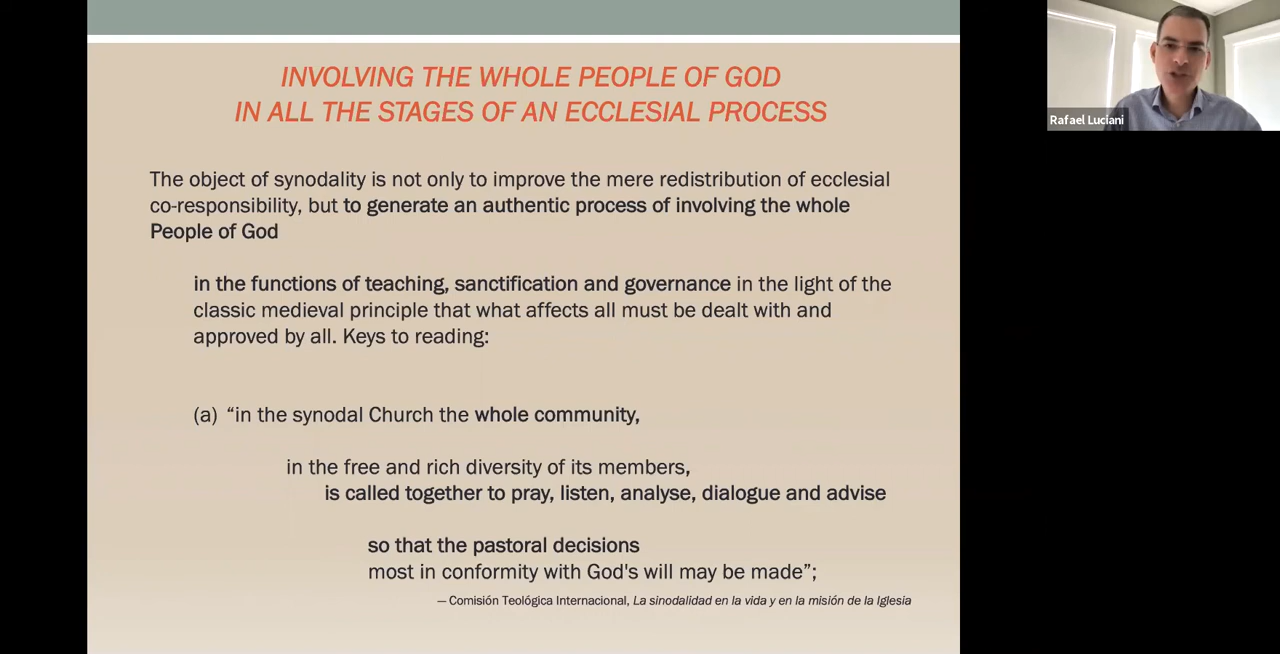 INVOLVING THE WHOLE PEOPLE OF GOD
IN ALL THE STAGES OF AN ECCLESIAL PROCESS
The object of synodality is not only to improve the mere redistribution of ecclesial
co-responsibility, but to generate an authentic process of involving the whole
People of God
in the functions of teaching, sanctification and governance in the light of the
classic medieval principle that what affects all must be dealt with and
approved by all. Keys to reading:
(a) “in the synodal Church the whole community,
in the free and rich diversity of its members,
is called together to pray, listen, analyse, dialogue and advise
so that the pastoral decisions
most in conformity with God's will may be made”;
— Comisión Teológica Internacional, La sinodalidad en la vida y en la misión de la Iglesia
Rafael Luciani